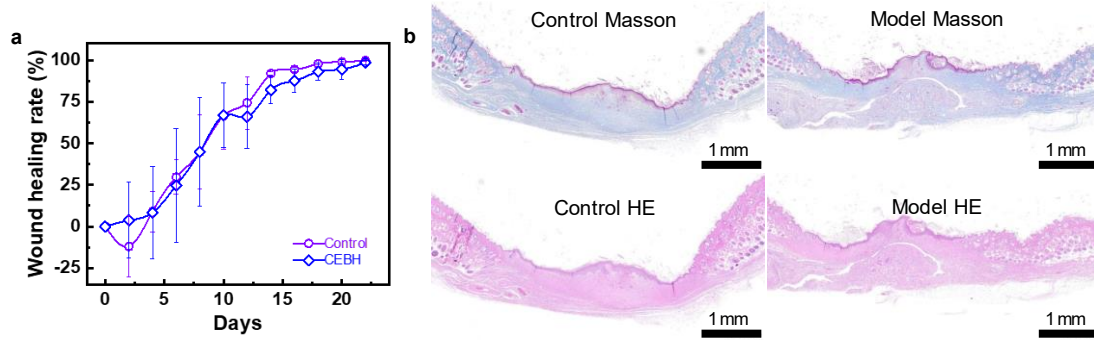 a
Wound healing rate (%)
100
75
50
25
0
-25
Control
CEBH
0
5
10
15
20
Days
b
Control Masson
Model Masson
1 mm
1 mm
Control HE
Model HE
1 mm
1 mm